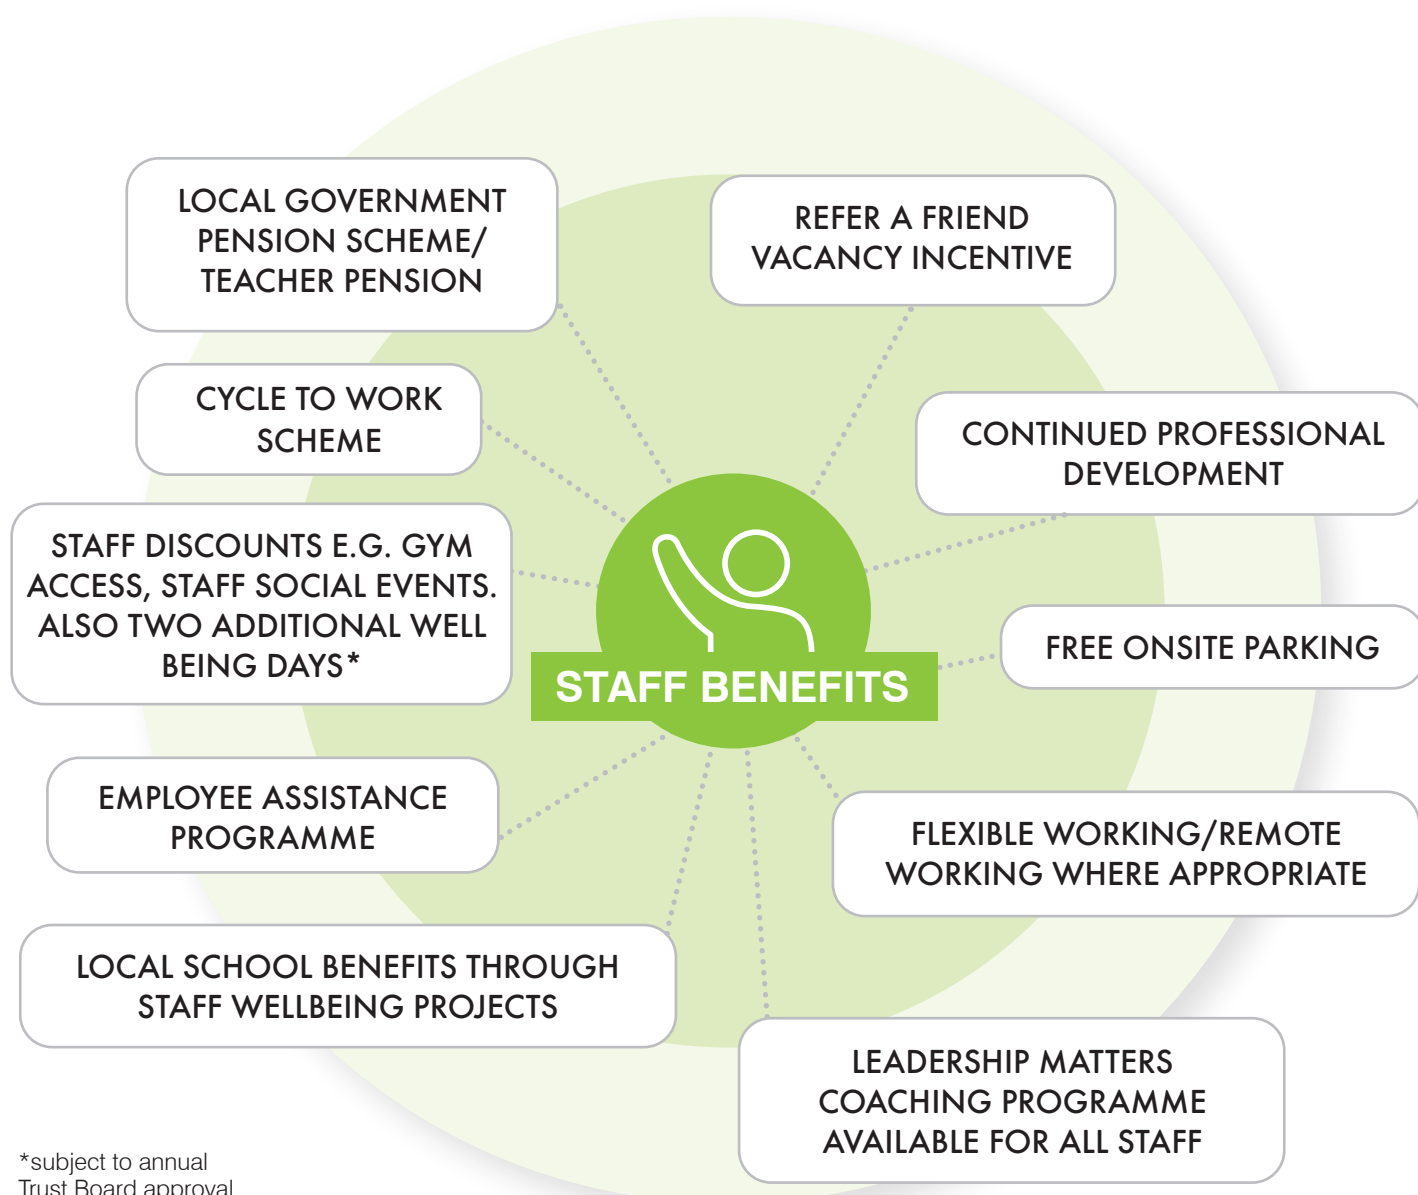 LOCAL GOVERNMENT
PENSION SCHEME/
TEACHER PENSION
REFER A FRIEND
VACANCY INCENTIVE
CYCLE TO WORK
SCHEME
CONTINUED PROFESSIONAL
DEVELOPMENT
STAFF DISCOUNTS E.G. GYM
ACCESS, STAFF SOCIAL EVENTS.
ALSO TWO ADDITIONAL WELL
BEING DAYS*
FREE ONSITE PARKING
STAFF BENEFITS
EMPLOYEE ASSISTANCE
PROGRAMME
FLEXIBLE WORKING/REMOTE
WORKING WHERE APPROPRIATE
LOCAL SCHOOL BENEFITS THROUGH
STAFF WELLBEING PROJECTS
LEADERSHIP MATTERS
COACHING PROGRAMME
AVAILABLE FOR ALL STAFF
*subject to annual
Trust Board approval